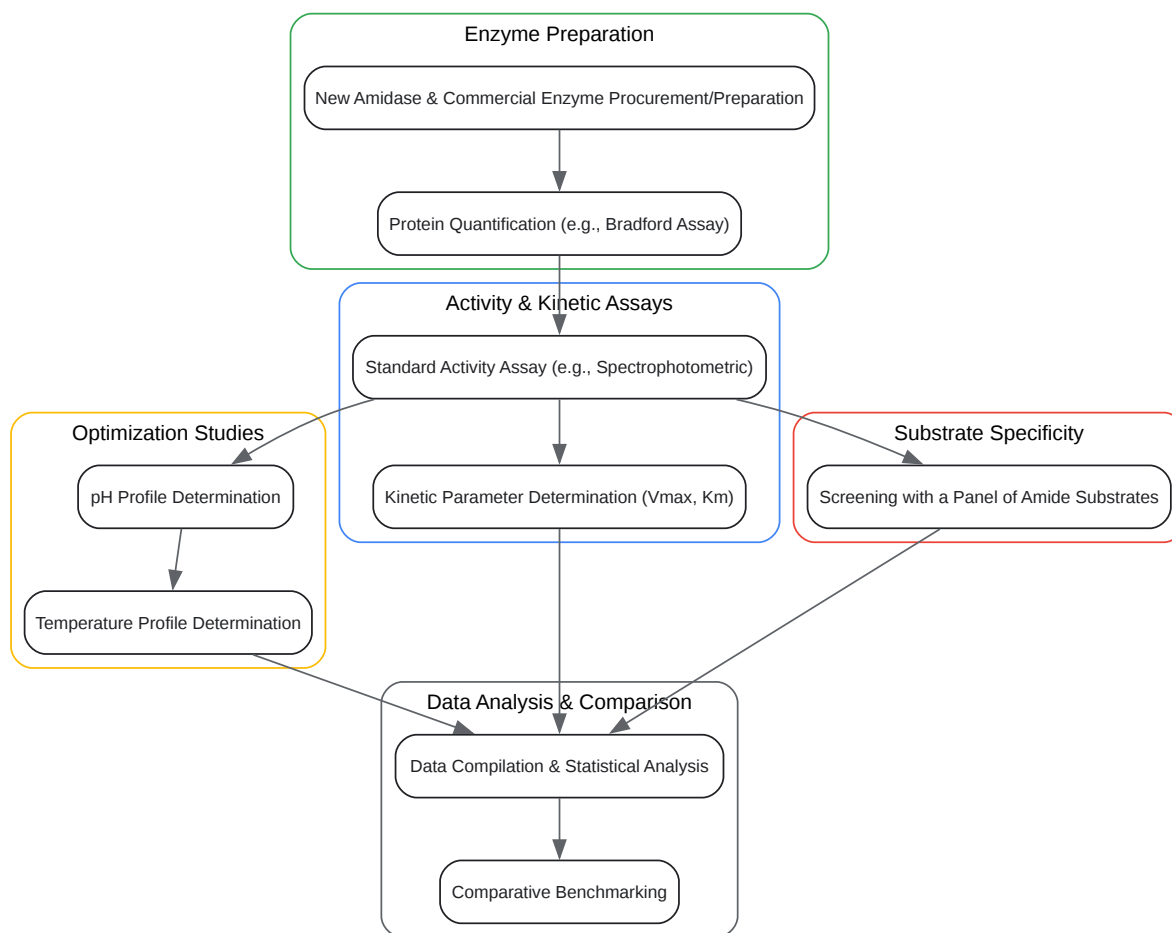 Enzyme Preparation
New Amidase & Commercial Enzyme Procurement/Preparation
Protein Quantification (e.g., Bradford Assay)
Activity & Kinetic Assays
Standard Activity Assay (e.g., Spectrophotometric)
Optimization Studies
Substrate Specificity
pH Profile Determination
Kinetic Parameter Determination (Vmax, Km)
Screening with a Panel of Amide Substrates
Temperature Profile Determination
Data Analysis & Comparison
Data Compilation & Statistical Analysis
Comparative Benchmarking